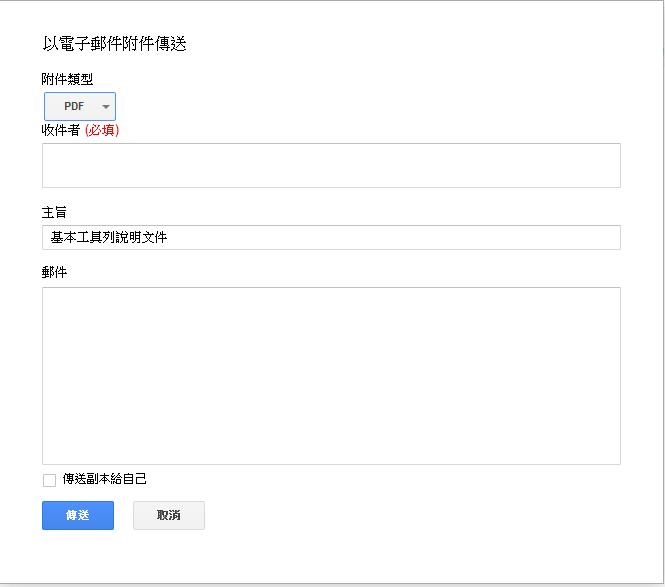 以電子郵件附件傳送
附件類型
PDF
收件者 (必填)
主旨
基本工具列說明文件
郵件
傳送副本給自己
傳送 取消